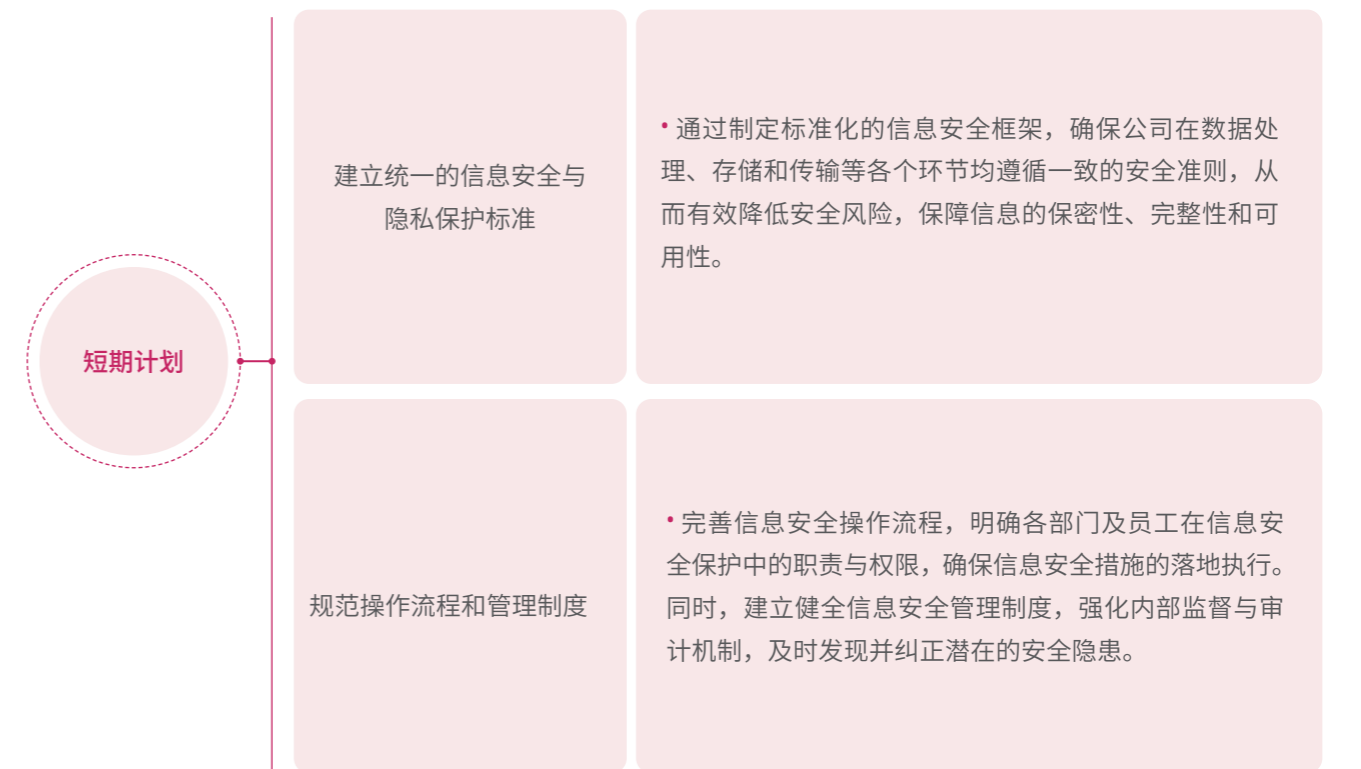 建立统一的信息安全与
隐私保护标准
• 通过制定标准化的信息安全框架，确保公司在数据处
理、存储和传输等各个环节均遵循一致的安全准则，从
而有效降低安全风险，保障信息的保密性、完整性和可
用性。
短期计划
规范操作流程和管理制度
• 完善信息安全操作流程，明确各部门及员工在信息安
全保护中的职责与权限，确保信息安全措施的落地执行。
同时，建立健全信息安全管理制度，强化内部监督与审
计机制，及时发现并纠正潜在的安全隐患。